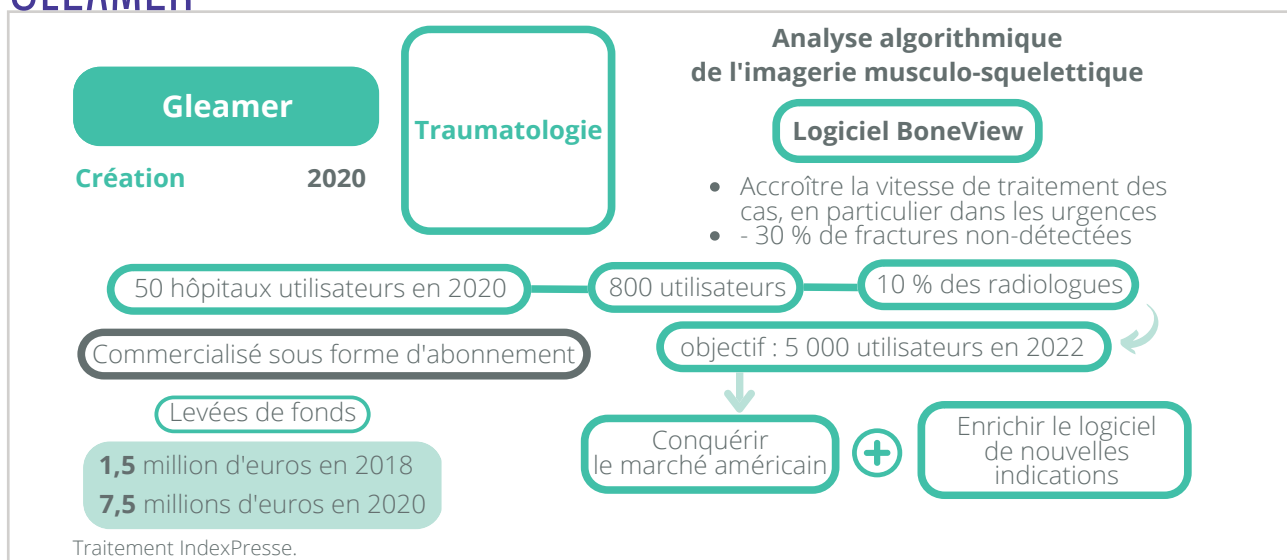 GLEAMER
Gleamer
Création 2020
Traumatologie
Analyse algorithmique
de l'imagerie musculo-squelettique
Logiciel BoneView
• Accroître la vitesse de traitement des
cas, en particulier dans les urgences
• - 30 % de fractures non-détectées
50 hôpitaux utilisateurs en 2020
800 utilisateurs
10 % des radiologues
Commercialisé sous forme d'abonnement
objectif : 5 000 utilisateurs en 2022
Levées de fonds
1,5 million d'euros en 2018
7,5 millions d'euros en 2020
Conquérir
le marché américain
+
Enrichir le logiciel
de nouvelles
indications
Traitement IndexPresse.